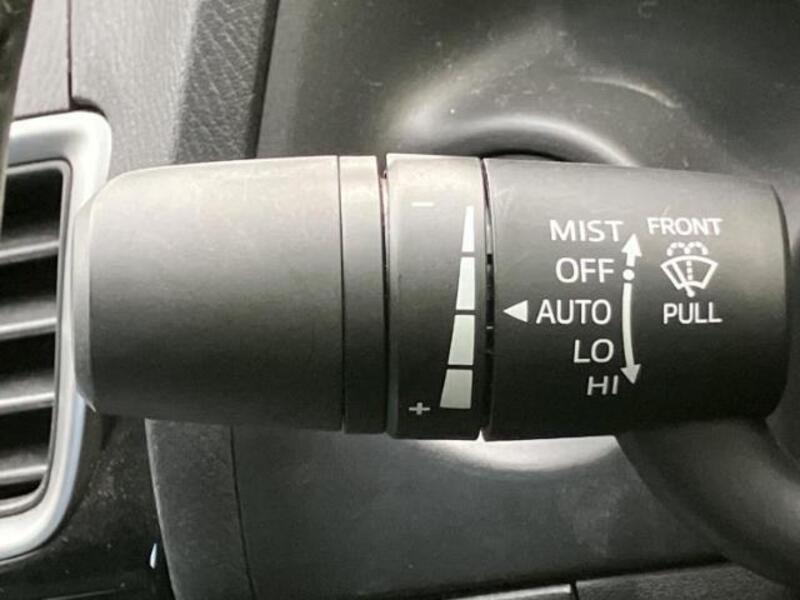 MIST
OFF
AUTO
LO
HI
FRONT
PULL
-
+